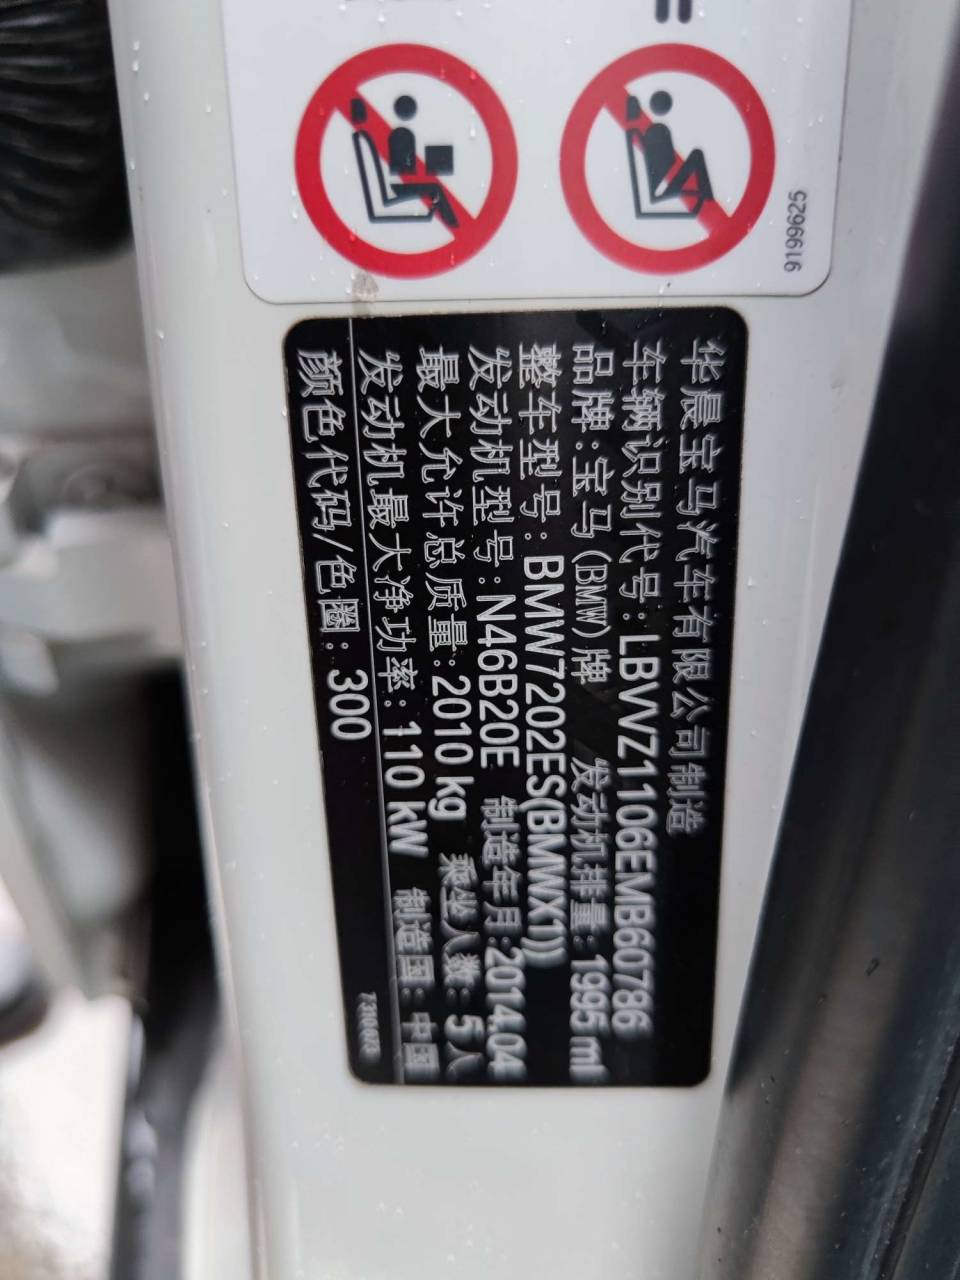 9199625
华晨宝马汽车有限公司制造
车辆识别代号:LBVVZ1106EMB60786
品牌:宝马(BMW)牌 发动机排量:1995 ml
整车型号:BMW7202ES(BMWX1))
发动机型号:N46B20E 制造年月:2014.04
最大允许总质量:2010 kg 乘坐人数:5人
发动机最大净功率:110 kW 制造国:中国
颜色代码/色圈:300